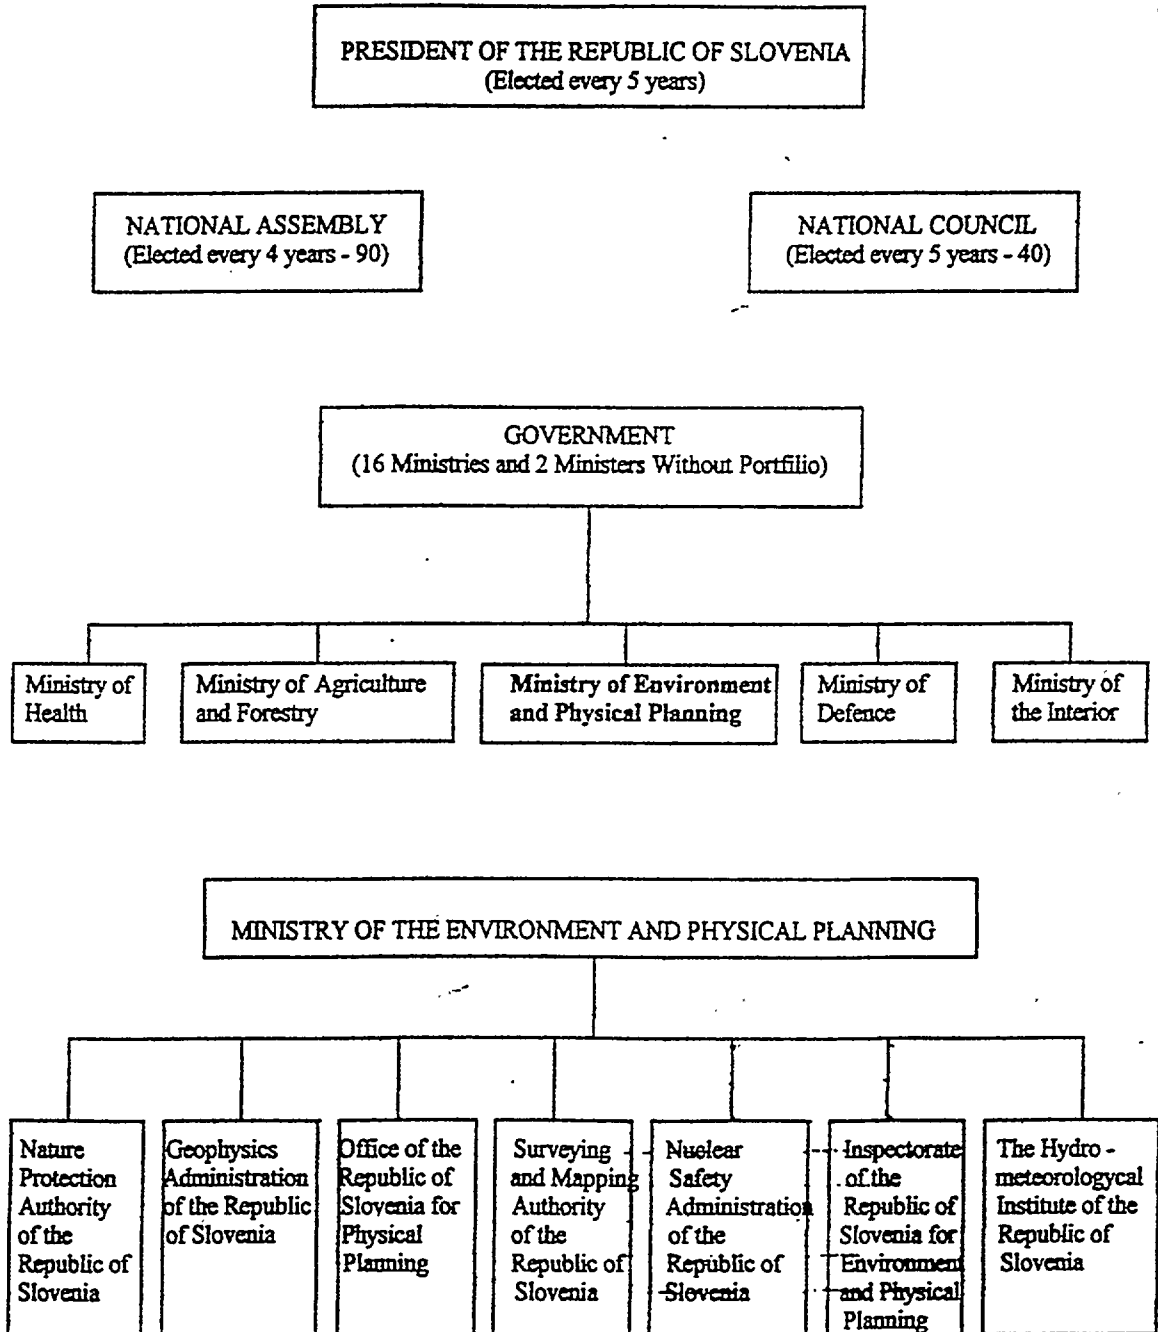 PRESIDENT OF THE REPUBLIC OF SLOVENIA
(Elected every 5 years)
NATIONAL ASSEMBLY
(Elected every 4 years - 90)
NATIONAL COUNCIL
(Elected every 5 years - 40)
GOVERNMENT
(16 Ministries and 2 Ministers Without Portfilio)
Ministry of
Health
Ministry of Agriculture
and Forestry
Ministry of Environment
and Physical Planning
Ministry of
Defence
Ministry of
the Interior
MINISTRY OF THE ENVIRONMENT AND PHYSICAL PLANNING
Nature
Protection
Authority
of the
Republic of
Slovenia
Geophysics
Administration
of the Republic
of Slovenia
Office of the
Republic of
Slovenia for
Physical
Planning
Surveying
and Mapping
Authority
of the
Republic of
Slovenia
Nuclear
Safety
Administration
of the
Republic of
Slovenia
Inspectorate
of the
Republic of
Slovenia for
Environment
and Physical
Planning
The Hydro -
meteorologycal
Institute of the
Republic of
Slovenia